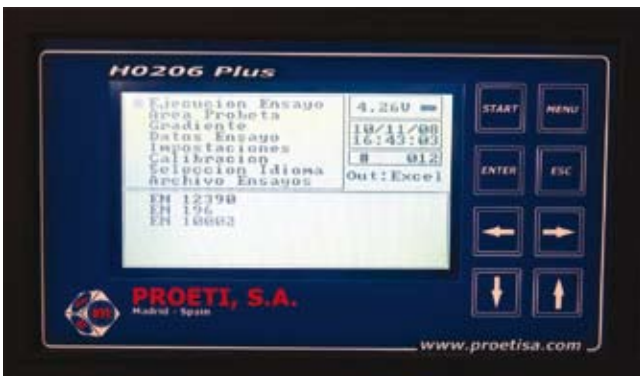 H0206 Plus
Ejecucion Ensayo
Area Probeta
Gradiente
Datos Ensayo
Impostaciones
Calibracion
Seleccion Idioma
Archivo Ensayos
4.26V
10/11/08
16:43:03
# 012
Out:Excel
EN 12390
EN 196
EN 10002
START
MENU
ENTER
ESC
PROETI, S.A.
Madrid - Spain
www.proetisa.com